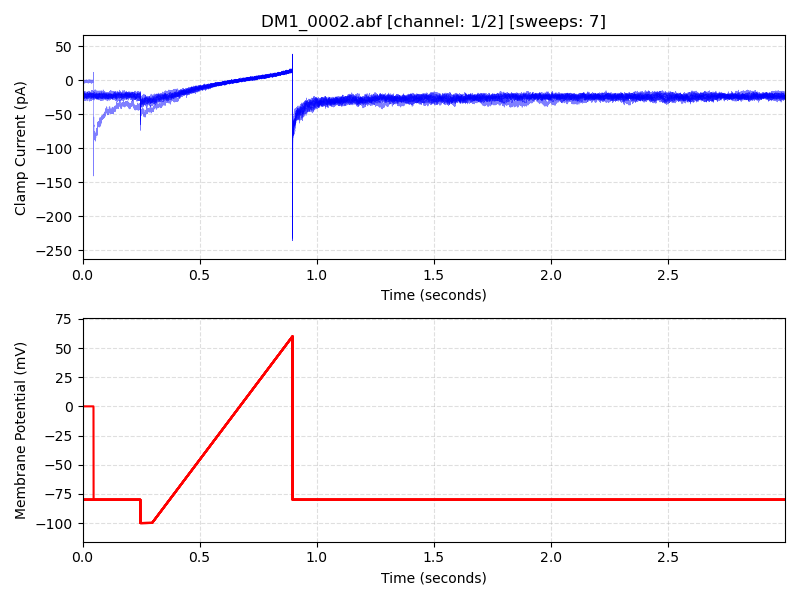 DM1_0002.abf [channel: 1/2] [sweeps: 7]
Clamp Current (pA)
50
0
−50
−100
−150
−200
−250
0.0 0.5 1.0 1.5 2.0 2.5
Time (seconds)
Membrane Potential (mV)
75
50
25
0
−25
−50
−75
−100
0.0 0.5 1.0 1.5 2.0 2.5
Time (seconds)